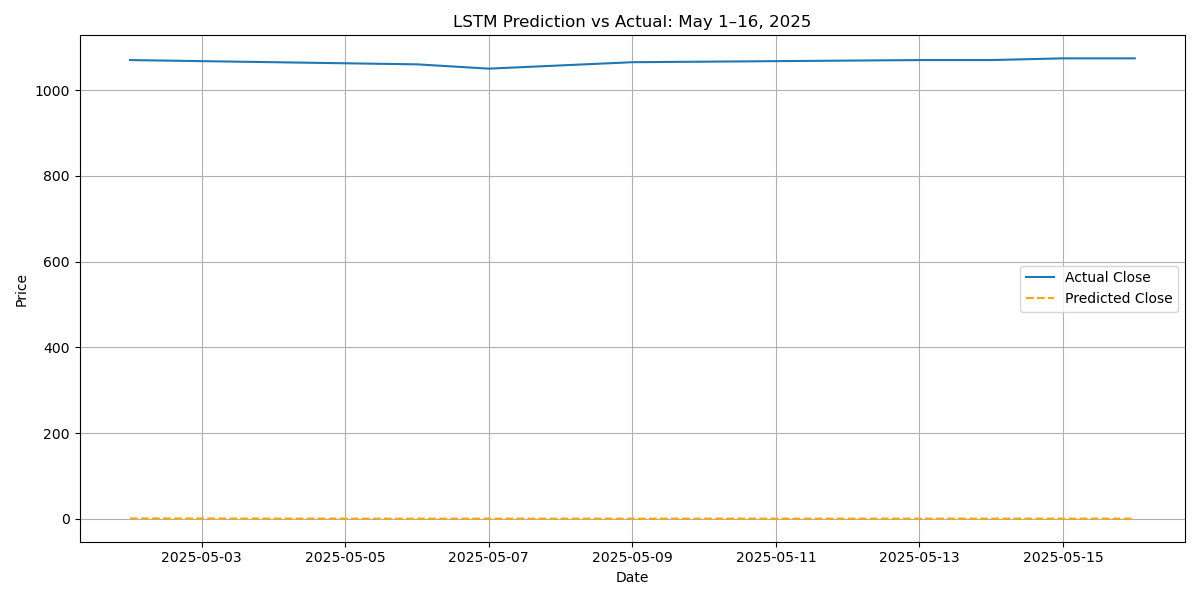 LSTM Prediction vs Actual: May 1–16, 2025
1000
800
600
400
200
0
Price
Actual Close
Predicted Close
2025-05-03 2025-05-05 2025-05-07 2025-05-09 2025-05-11 2025-05-13 2025-05-15
Date